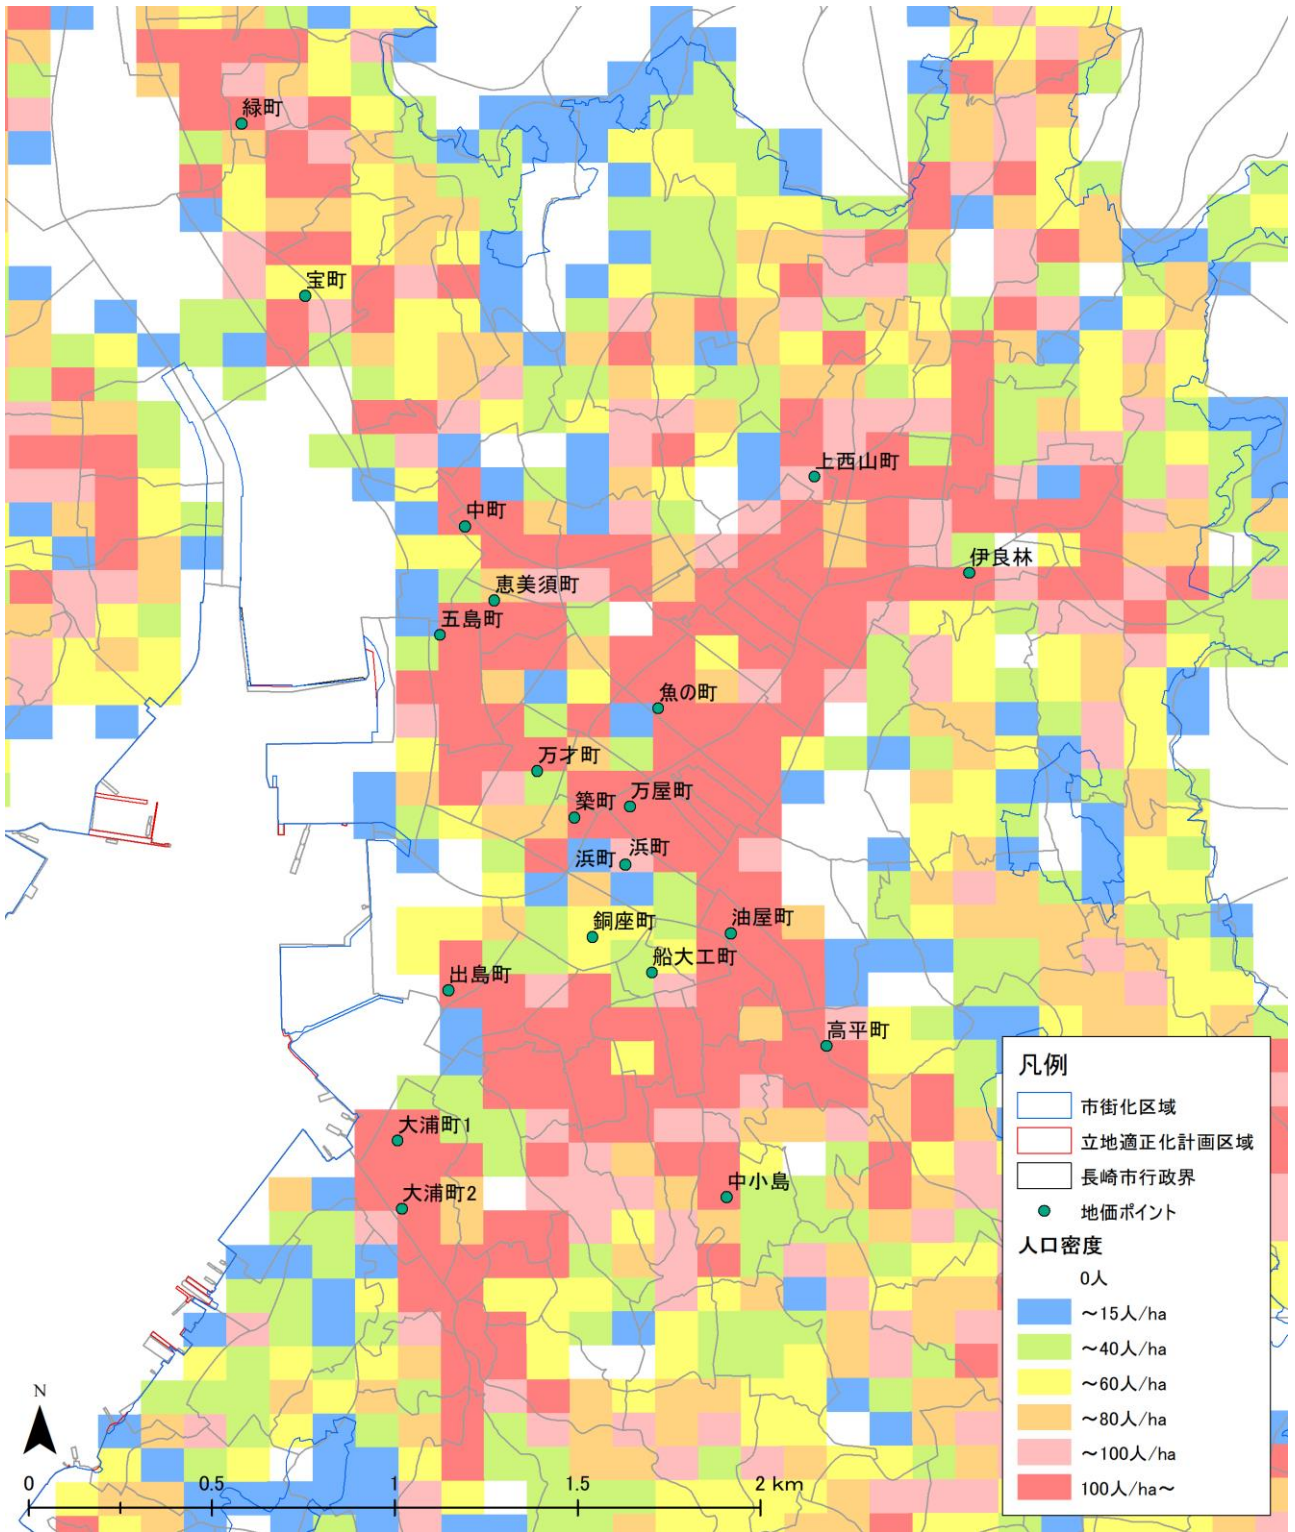 緑町
宝町
上西山町
中町
伊良林
恵美須町
五島町
魚の町
万才町
万屋町
築町
浜町
浜町
油屋町
銅座町
船大工町
出島町
高平町
大浦町1
中小島
大浦町2
凡例
市街化区域
立地適正化計画区域
長崎市行政界
地価ポイント
人口密度
0人
～15人/ha
～40人/ha
～60人/ha
～80人/ha
～100人/ha
100人/ha～
N
0 0.5 1 1.5 2 km